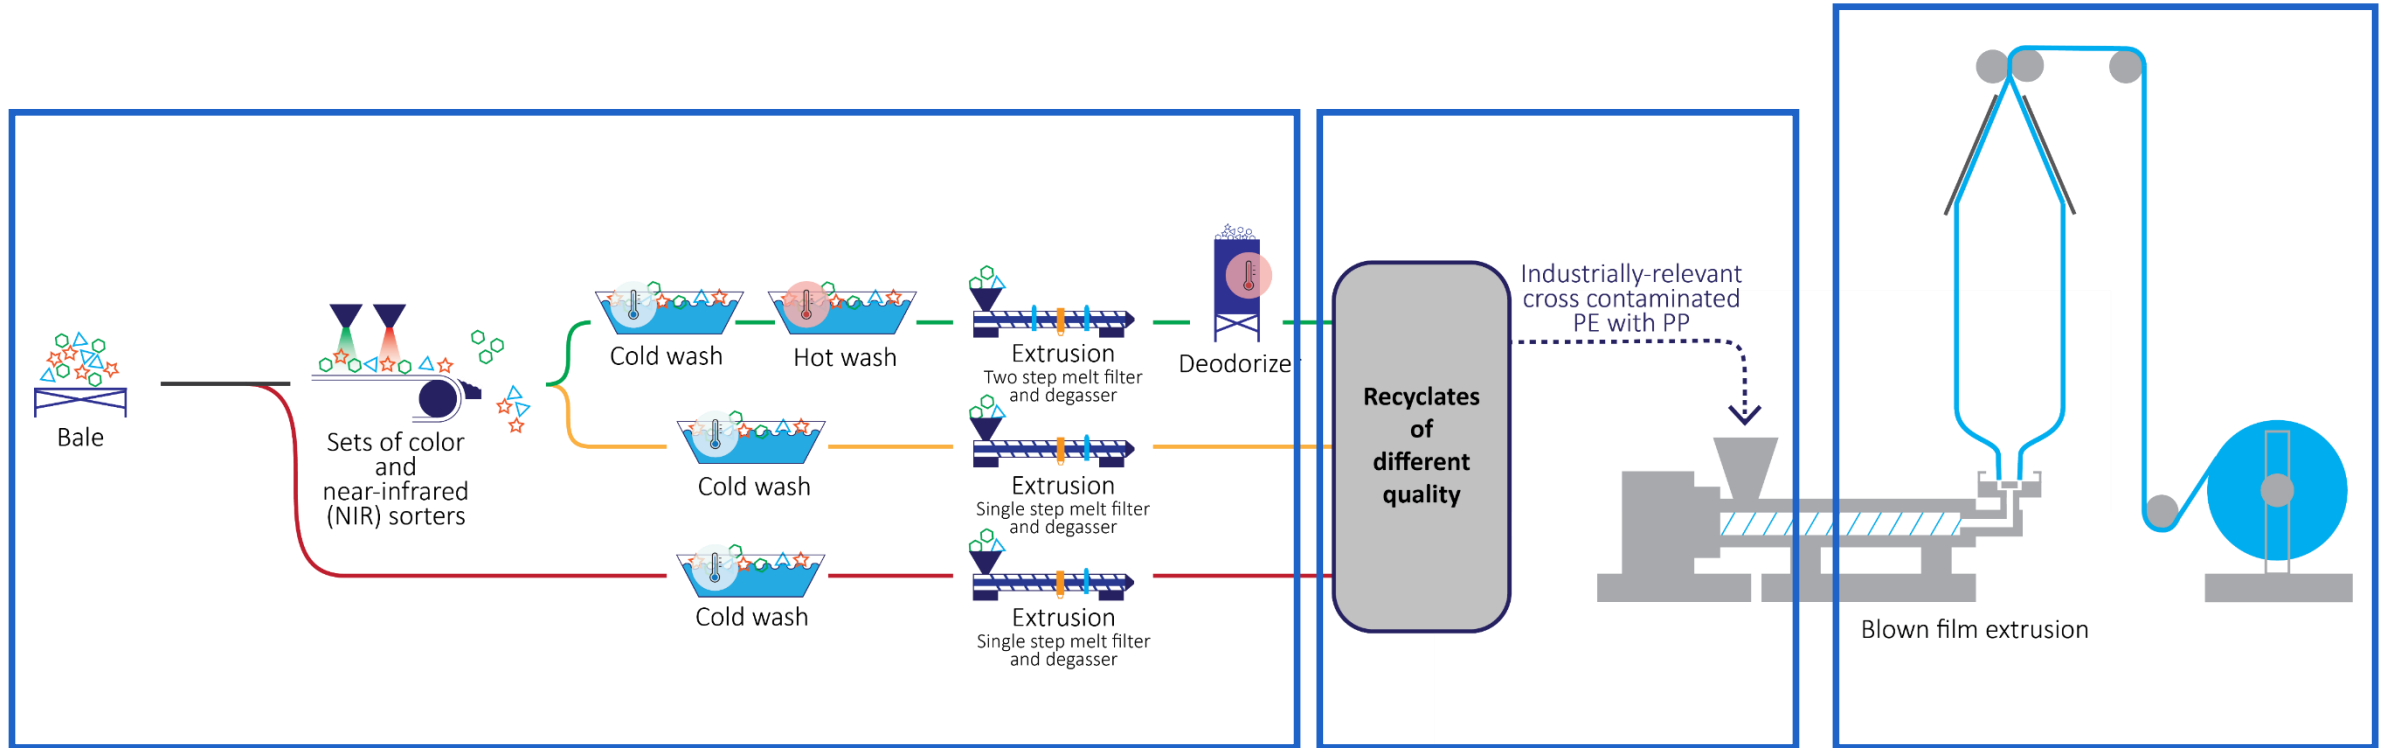 Bale
Sets of color
and
near-infrared
(NIR) sorters
Cold wash
Hot wash
Extrusion
Two step melt filter
and degasser
Deodorizer
Cold wash
Extrusion
Single step melt filter
and degasser
Cold wash
Extrusion
Single step melt filter
and degasser
Recyclates
of
different
quality
Industrially-relevant
cross contaminated
PE with PP
Blown film extrusion